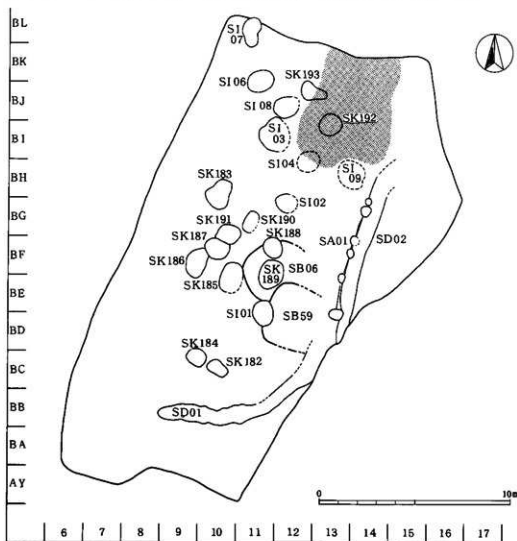 BL
BK
BJ
BI
BH
BG
BF
BE
BD
BC
BB
BA
AY
SI
07
SI06
SK193
SI08
SI
03
SK192
SI04
SI
09
SK183
SI02
SK191
SK190
SK187
SK188
SA01
SD02
SK186
SK
189
SB06
SK185
SI01
SB59
SK184
SK182
SD01
0
10m
6 7 8 9 10 11 12 13 14 15 16 17